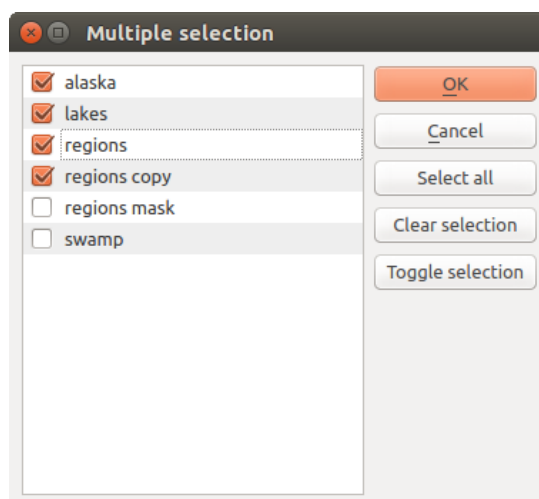 Multiple selection
alaska
lakes
regions
regions copy
regions mask
swamp
OK
Cancel
Select all
Clear selection
Toggle selection